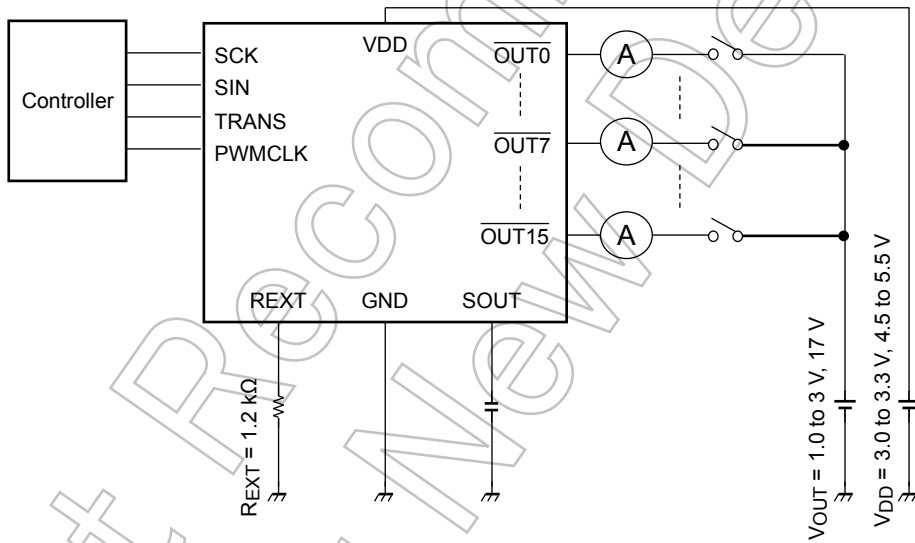 Controller
SCK
SIN
TRANS
PWMCLK
VDD
OUT0
OUT7
OUT15
A
A
A
REXT
GND
SOUT
REXT = 1.2 kΩ
VOUT = 1.0 to 3 V, 17 V
VDD = 3.0 to 3.3 V, 4.5 to 5.5 V